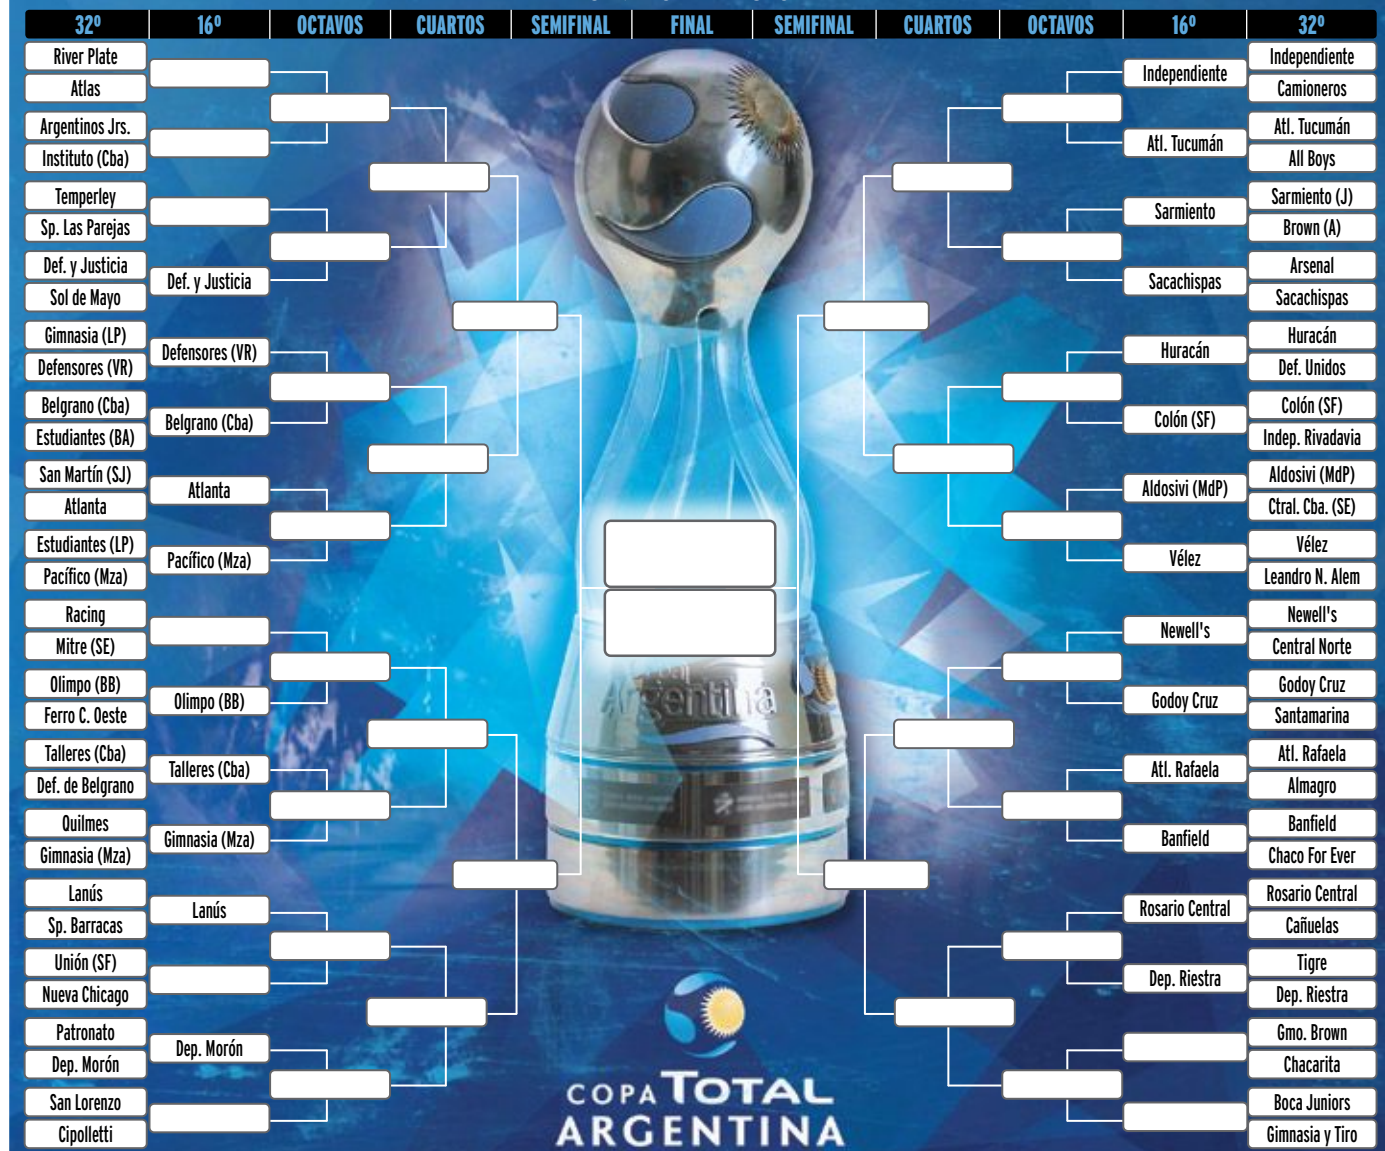 32º 16º OCTAVOS CUARTOS SEMIFINAL FINAL SEMIFINAL CUARTOS OCTAVOS 16º 32º
River Plate
Atlas
Argentinos Jrs.
Instituto (Cba)
Temperley
Sp. Las Parejas
Def. y Justicia
Sol de Mayo
Gimnasia (LP)
Defensores (VR)
Belgrano (Cba)
Estudiantes (BA)
San Martín (SJ)
Atlanta
Estudiantes (LP)
Pacífico (Mza)
Racing
Mitre (SE)
Olimpo (BB)
Ferro C. Oeste
Talleres (Cba)
Def. de Belgrano
Quilmes
Gimnasia (Mza)
Lanús
Sp. Barracas
Unión (SF)
Nueva Chicago
Patronato
Dep. Morón
San Lorenzo
Cipolletti
Def. y Justicia
Defensores (VR)
Belgrano (Cba)
Atlanta
Pacífico (Mza)
Olimpo (BB)
Talleres (Cba)
Gimnasia (Mza)
Lanús
Dep. Morón
Argentina
COPA TOTAL
ARGENTINA
Independiente
Atl. Tucumán
Sarmiento
Sacachispas
Huracán
Colón (SF)
Aldosivi (MdP)
Vélez
Newell's
Godoy Cruz
Atl. Rafaela
Banfield
Rosario Central
Dep. Riestra
Independiente
Camioneros
Atl. Tucumán
All Boys
Sarmiento (J)
Brown (A)
Arsenal
Sacachispas
Huracán
Def. Unidos
Colón (SF)
Indep. Rivadavia
Aldosivi (MdP)
Ctral. Cba. (SE)
Vélez
Leandro N. Alem
Newell's
Central Norte
Godoy Cruz
Santamarina
Atl. Rafaela
Almagro
Banfield
Chaco For Ever
Rosario Central
Cañuelas
Tigre
Dep. Riestra
Gmo. Brown
Chacarita
Boca Juniors
Gimnasia y Tiro